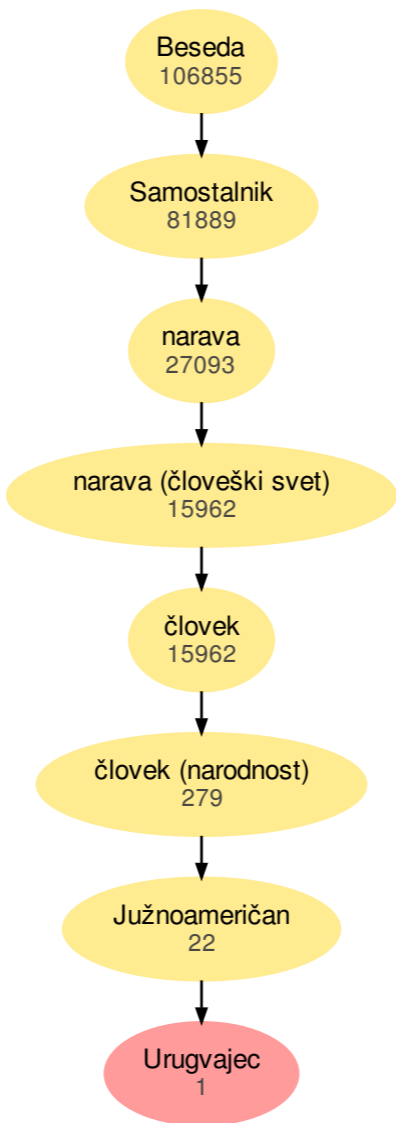 Beseda
106855
Samostalnik
81889
narava
27093
narava (človeški svet)
15962
človek
15962
človek (narodnost)
279
Južnoameričan
22
Urugvajec
1